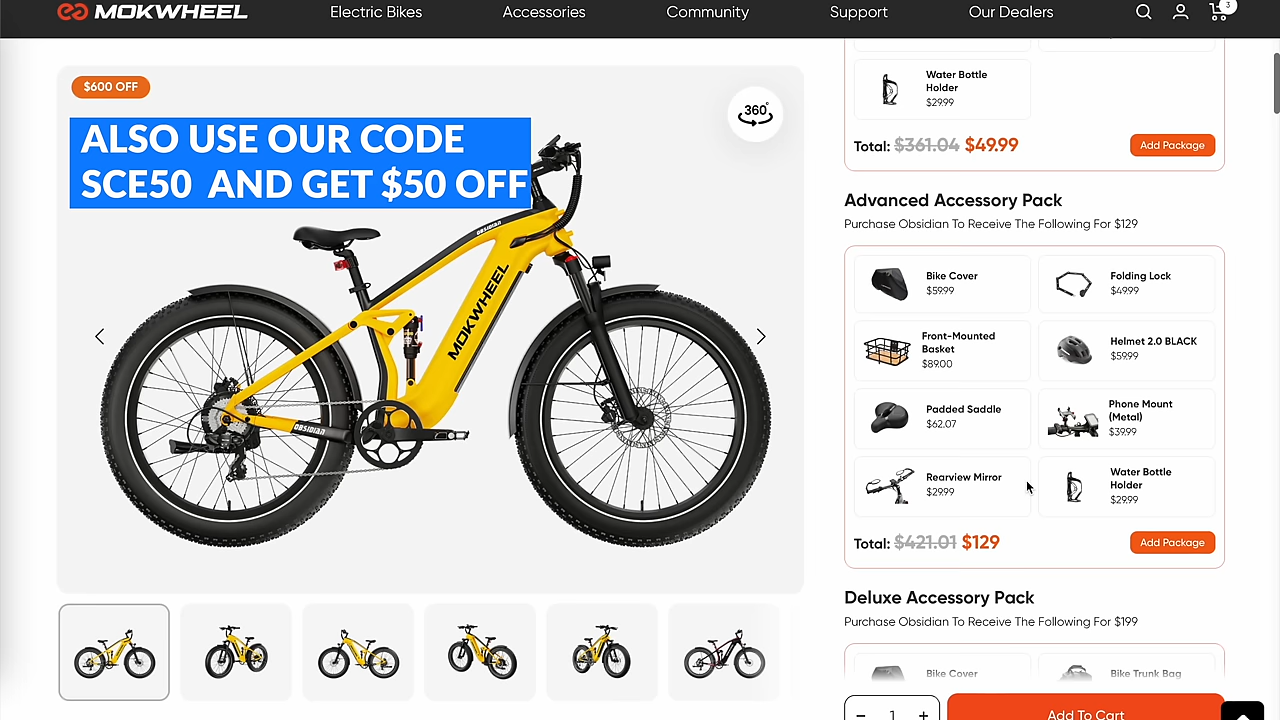 MOKWHEEL
Electric Bikes
Accessories
Community
Support
Our Dealers
3
$600 OFF
360°
ALSO USE OUR CODE
SCE50 AND GET $50 OFF
OBSIDIAN
MOKWHEEL
OBSIDIAN
Water Bottle
Holder
$29.99
Total: $361.04 $49.99
Add Package
Advanced Accessory Pack
Purchase Obsidian To Receive The Following For $129
Bike Cover
$59.99
Folding Lock
$49.99
Front-Mounted
Basket
$89.00
Helmet 2.0 BLACK
$59.99
Padded Saddle
$62.07
Phone Mount
(Metal)
$39.99
Rearview Mirror
$29.99
Water Bottle
Holder
$29.99
Total: $421.01 $129
Add Package
Deluxe Accessory Pack
Purchase Obsidian To Receive The Following For $199
Bike Cover
Bike Trunk Bag
− 1 +
Add To Cart